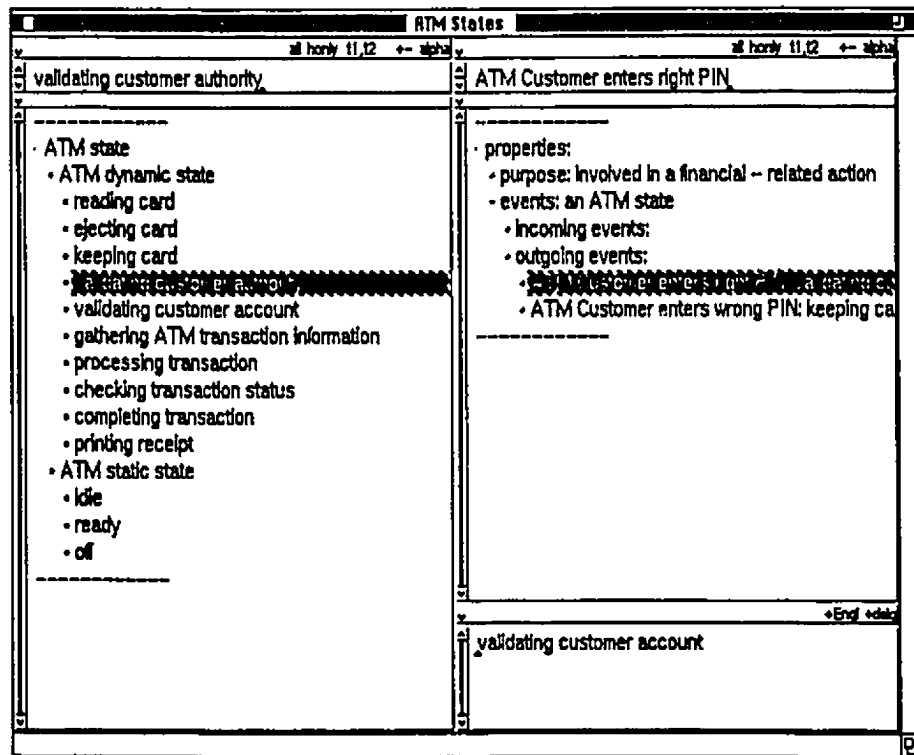 ATM States
all honly t1,t2 +- alpha
validating customer authority
------------
· ATM state
• ATM dynamic state
• reading card
• ejecting card
• keeping card
• validating customer account
• gathering ATM transaction information
• processing transaction
• checking transaction status
• completing transaction
• printing receipt
• ATM static state
• idle
• ready
• off
------------
all honly t1,t2 +- alpha
ATM Customer enters right PIN
------------
· properties:
- purpose: involved in a financial -- related action
- events: an ATM state
• incoming events:
• outgoing events:
• ATM Customer enters wrong PIN: keeping ca
------------
+Engl +delg
validating customer account